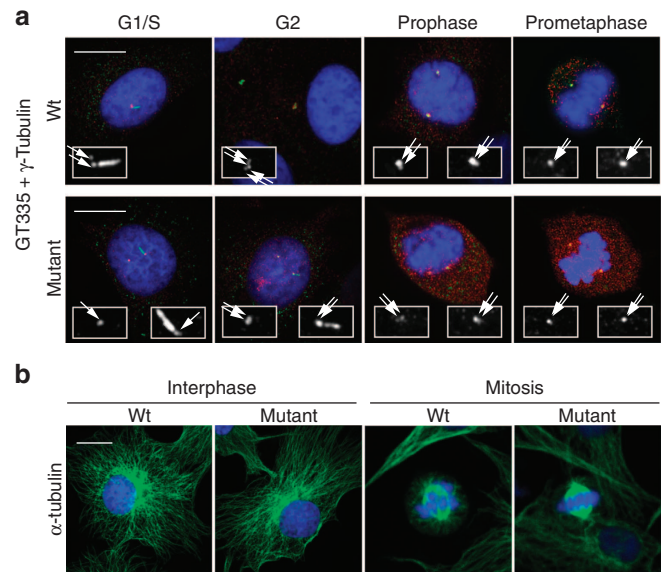 a
G1/S G2 Prophase Prometaphase
GT335 + γ-Tubulin
Wt
Mutant
b
Interphase Mitosis
Wt Mutant Wt Mutant
α-tubulin